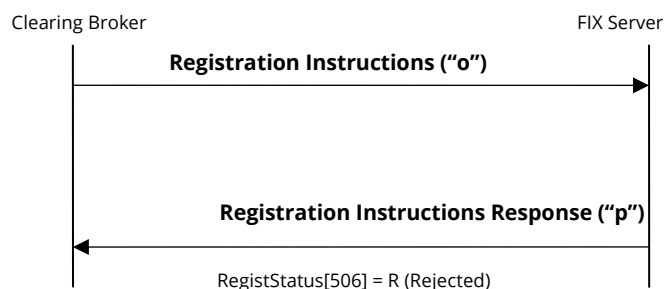 Clearing Broker
FIX Server
Registration Instructions (“o”)
Registration Instructions Response (“p”)
RegistStatus[506] = R (Rejected)